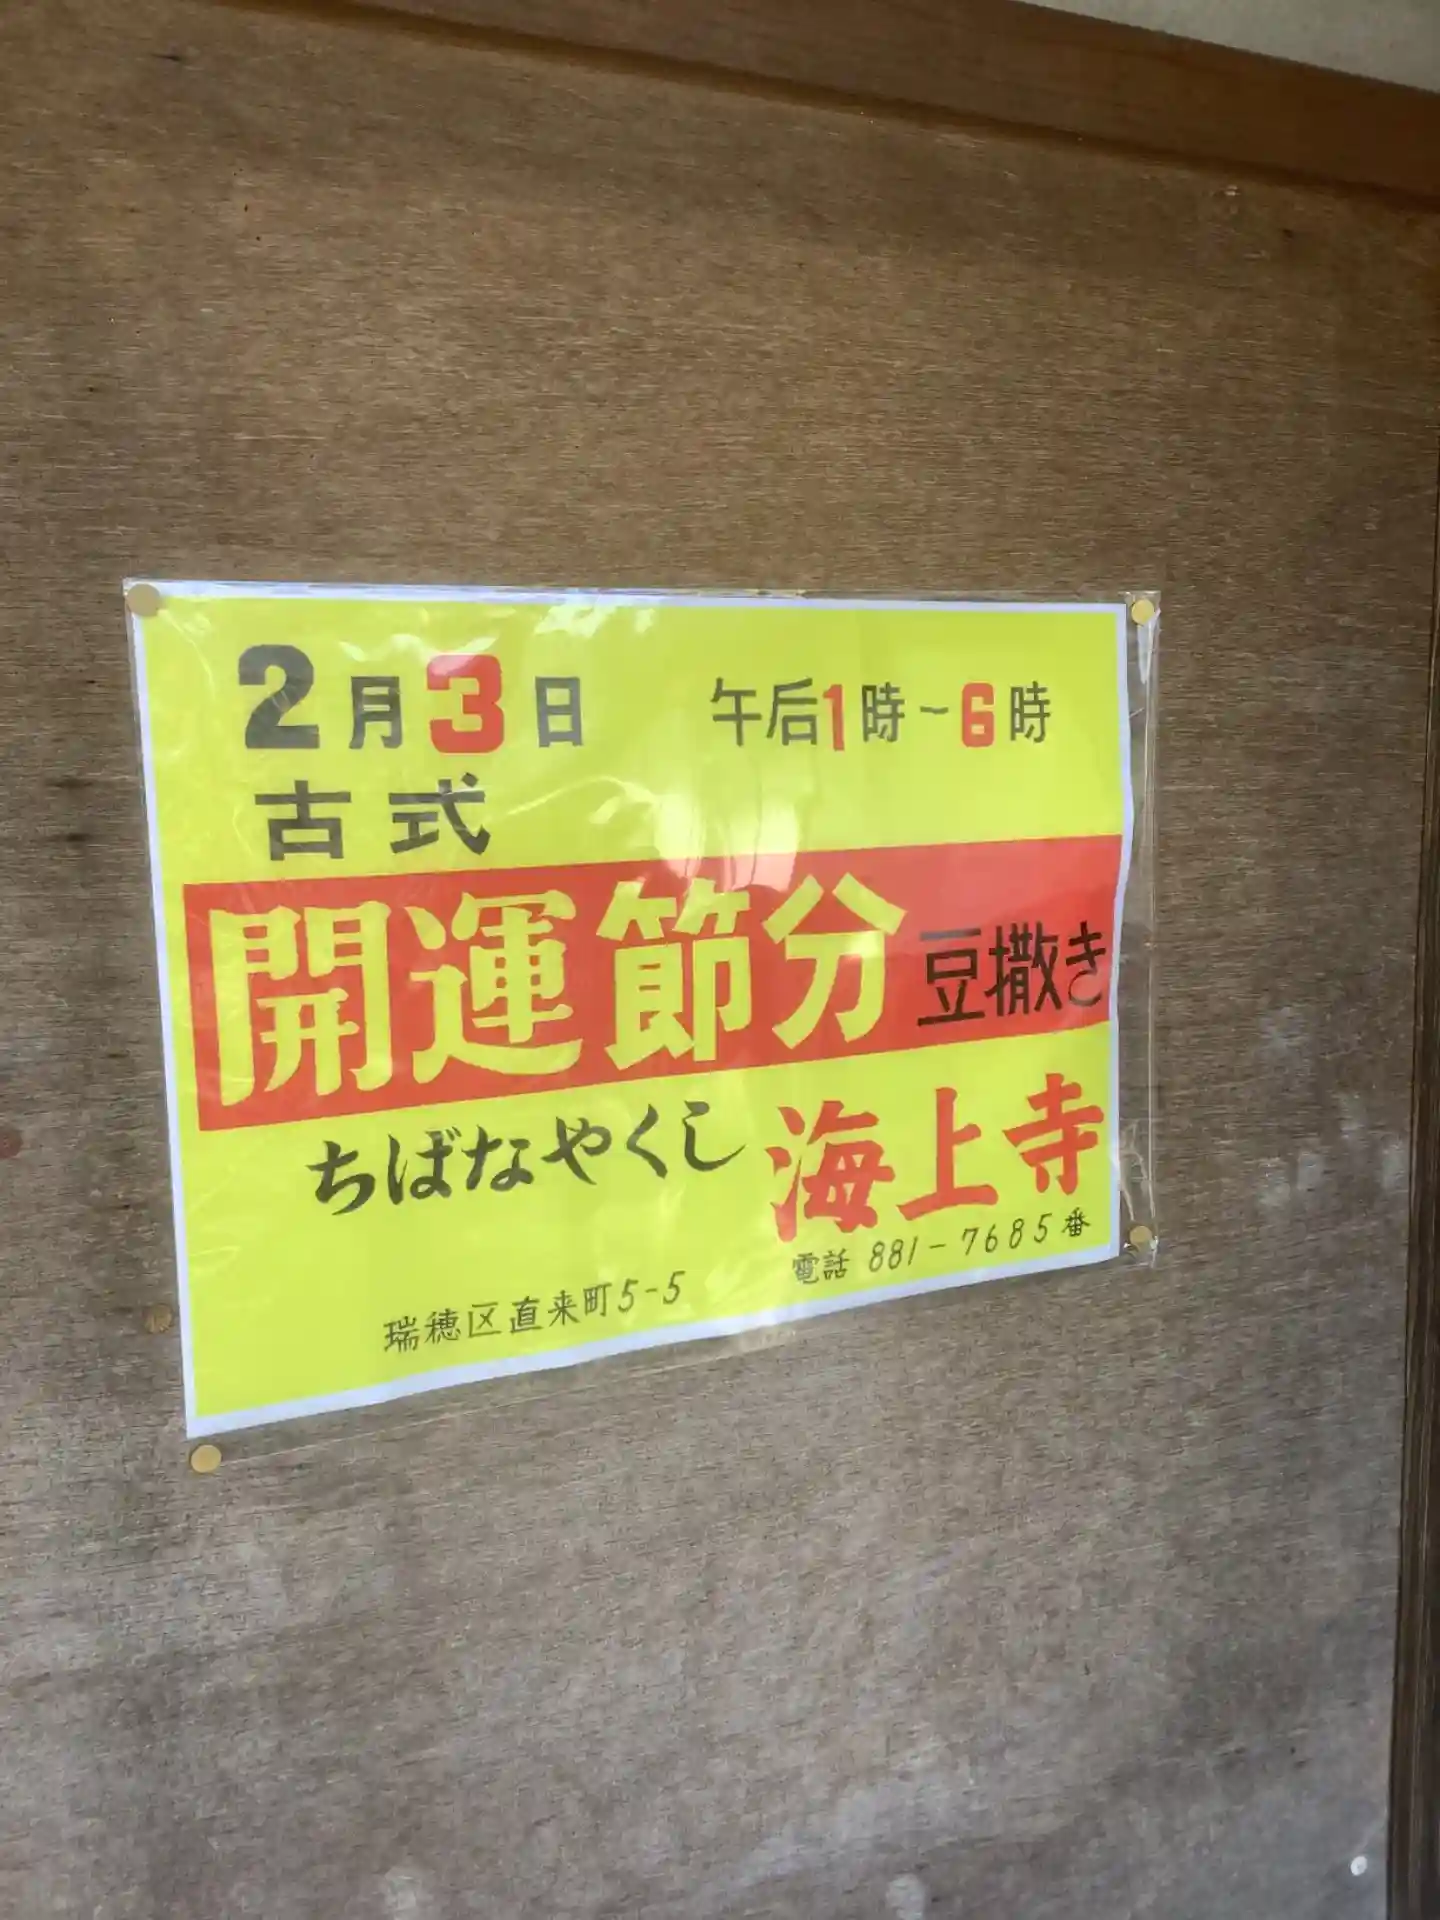 2月3日 午后1時~6時
古式
開運節分 豆撒き
ちばなやくし 海上寺
電話 881-7685番
瑞穂区直来町5-5